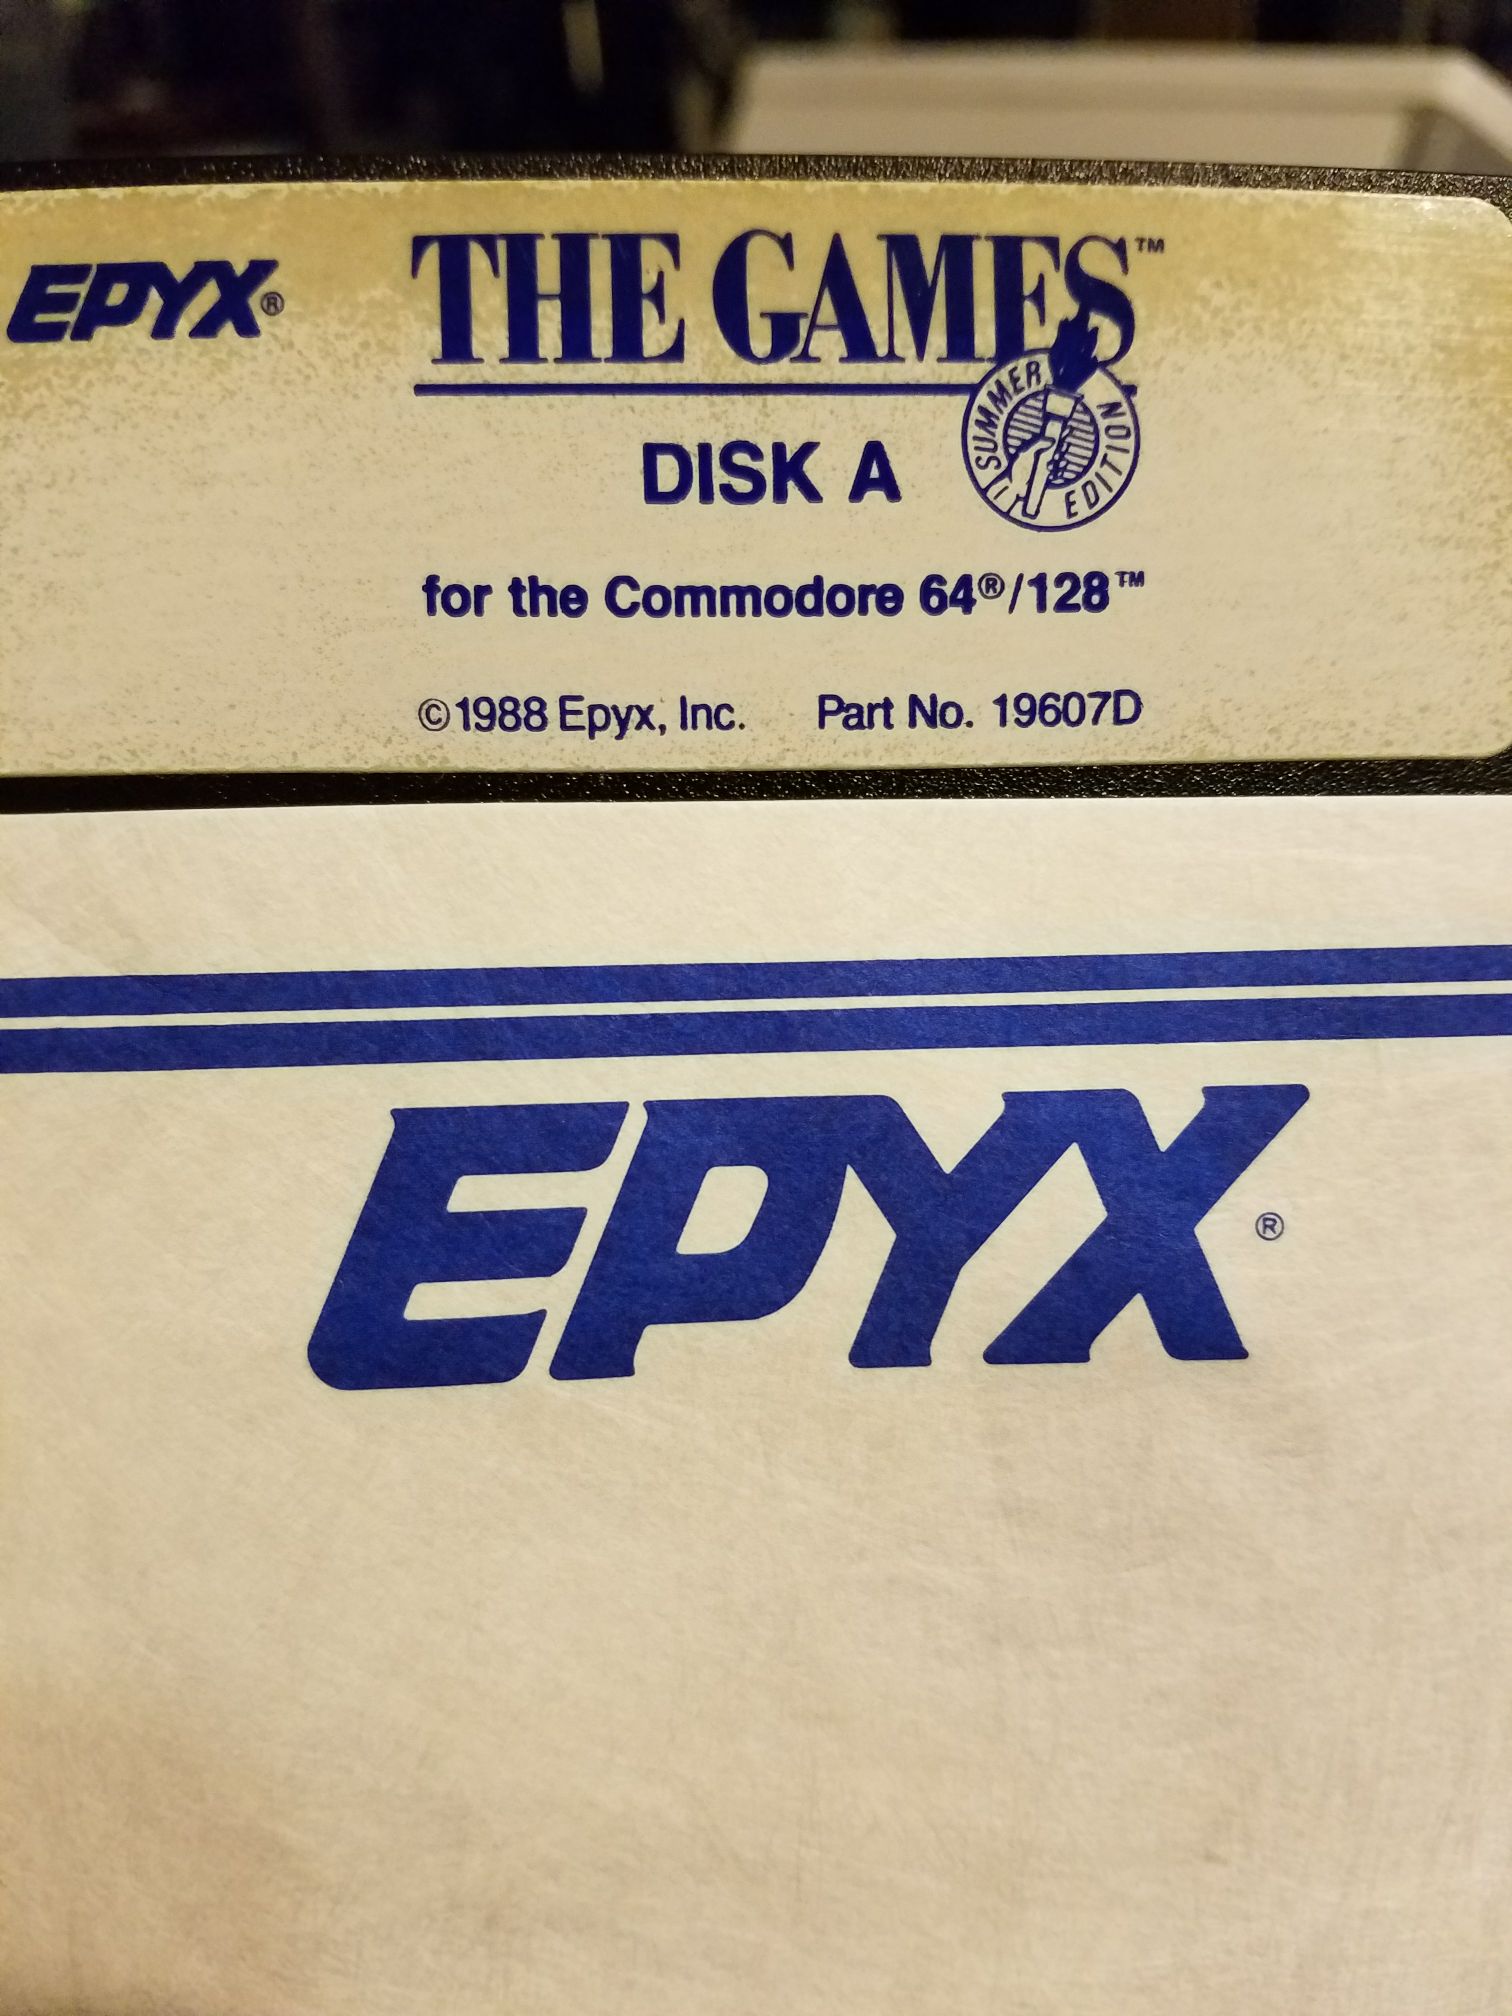 EPYX®
THE GAMES™
SUMMER EDITION
DISK A
for the Commodore 64®/128™
©1988 Epyx, Inc. Part No. 19607D
EPYX®